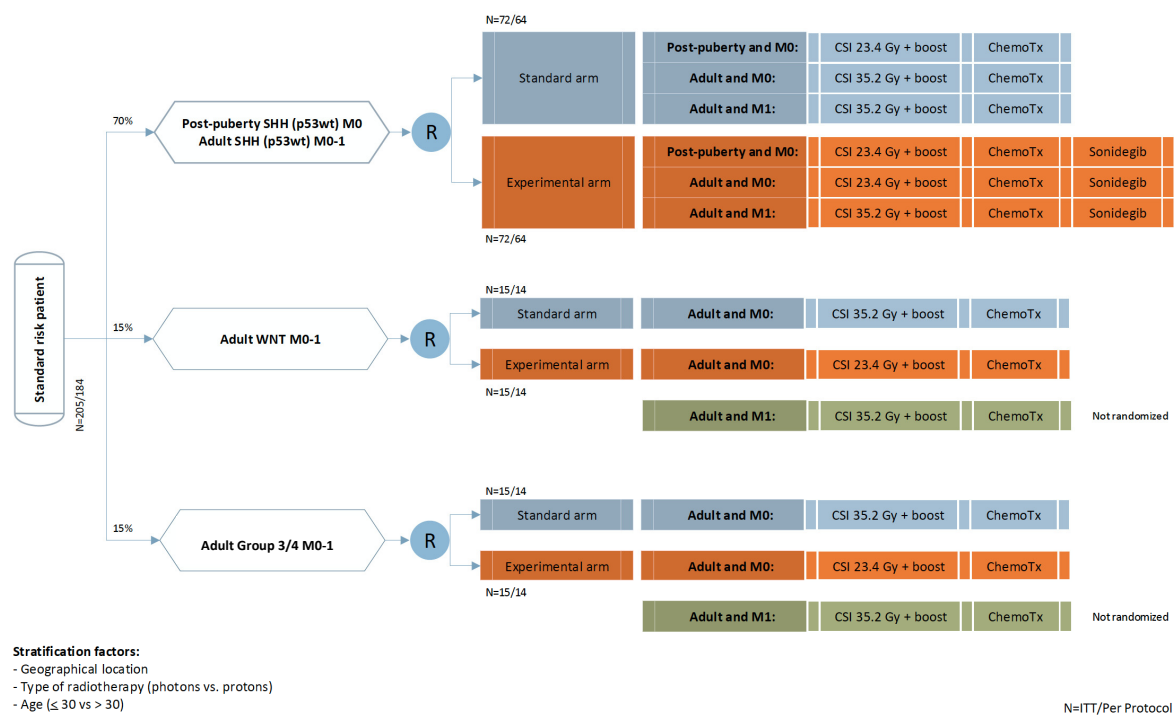 N=72/64
Standard arm
Post-puberty and M0: CSI 23.4 Gy + boost ChemoTx
Adult and M0: CSI 35.2 Gy + boost ChemoTx
Adult and M1: CSI 35.2 Gy + boost ChemoTx
70%
Post-puberty SHH (p53wt) M0
Adult SHH (p53wt) M0-1
R
Experimental arm
Post-puberty and M0: CSI 23.4 Gy + boost ChemoTx Sonidegib
Adult and M0: CSI 23.4 Gy + boost ChemoTx Sonidegib
Adult and M1: CSI 35.2 Gy + boost ChemoTx Sonidegib
N=72/64
Standard risk patient
N=205/184
15%
Adult WNT M0-1
R
N=15/14
Standard arm Adult and M0: CSI 35.2 Gy + boost ChemoTx
Experimental arm Adult and M0: CSI 23.4 Gy + boost ChemoTx
N=15/14
Adult and M1: CSI 35.2 Gy + boost ChemoTx Not randomized
15%
Adult Group 3/4 M0-1
R
N=15/14
Standard arm Adult and M0: CSI 35.2 Gy + boost ChemoTx
Experimental arm Adult and M0: CSI 23.4 Gy + boost ChemoTx
N=15/14
Adult and M1: CSI 35.2 Gy + boost ChemoTx Not randomized
Stratification factors:
- Geographical location
- Type of radiotherapy (photons vs. protons)
- Age (≤ 30 vs > 30)
N=ITT/Per Protocol